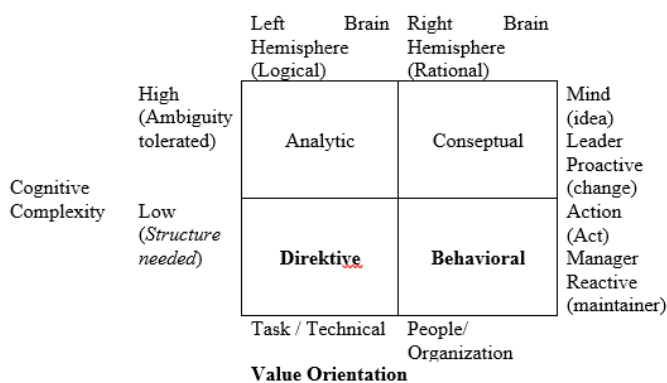 Left Brain
Hemisphere
(Logical)
Right Brain
Hemisphere
(Rational)
High
(Ambiguity
tolerated)
Analytic
Conseptual
Mind
(idea)
Leader
Proactive
(change)
Cognitive
Complexity
Low
(Structure
needed)
Direktive
Behavioral
Action
(Act)
Manager
Reactive
(maintainer)
Task / Technical
People/
Organization
Value Orientation